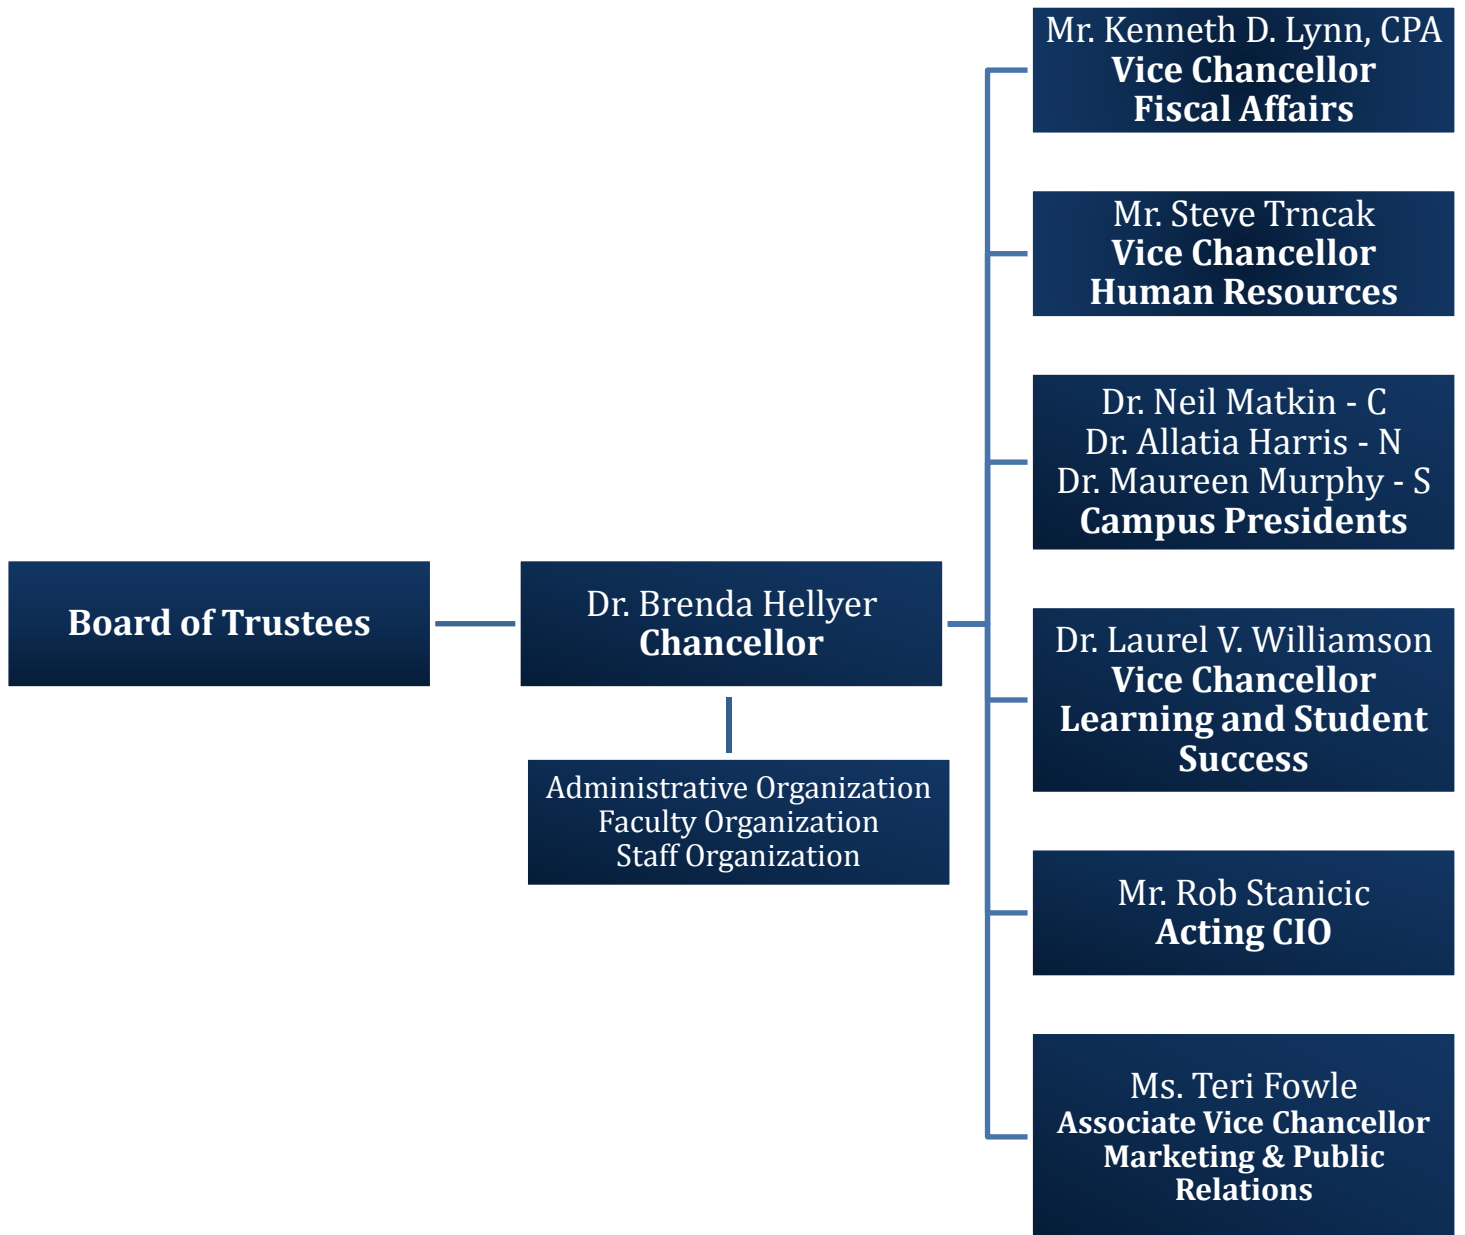 Mr. Kenneth D. Lynn, CPA
Vice Chancellor
Fiscal Affairs
Mr. Steve Trncak
Vice Chancellor
Human Resources
Dr. Neil Matkin - C
Dr. Allatia Harris - N
Dr. Maureen Murphy - S
Campus Presidents
Board of Trustees
Dr. Brenda Hellyer
Chancellor
Dr. Laurel V. Williamson
Vice Chancellor
Learning and Student
Success
Administrative Organization
Faculty Organization
Staff Organization
Mr. Rob Stanicic
Acting CIO
Ms. Teri Fowle
Associate Vice Chancellor
Marketing & Public
Relations